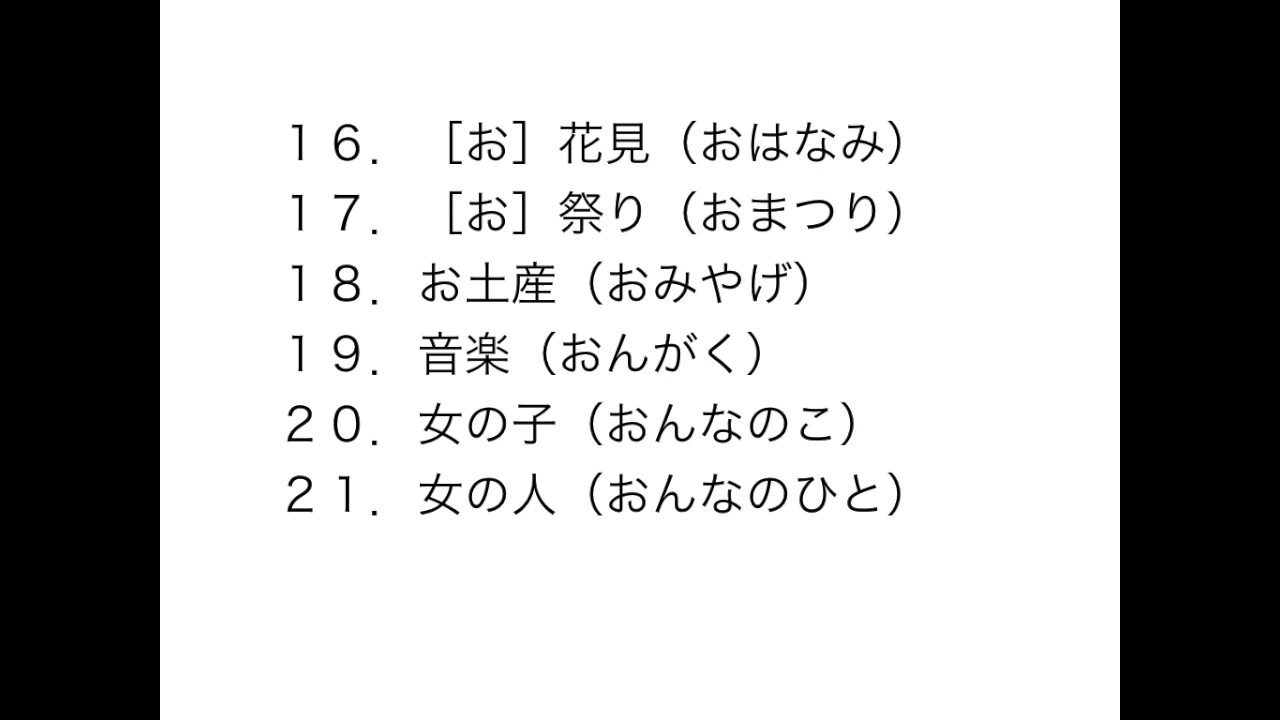 １６．［お］花見（おはなみ）
１７．［お］祭り（おまつり）
１８．お土産（おみやげ）
１９．音楽（おんがく）
２０．女の子（おんなのこ）
２１．女の人（おんなのひと）